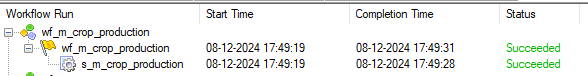 Workflow Run Start Time Completion Time Status
wf_m_crop_production
wf_m_crop_production 08-12-2024 17:49:19 08-12-2024 17:49:31 Succeeded
s_m_crop_production 08-12-2024 17:49:19 08-12-2024 17:49:28 Succeeded